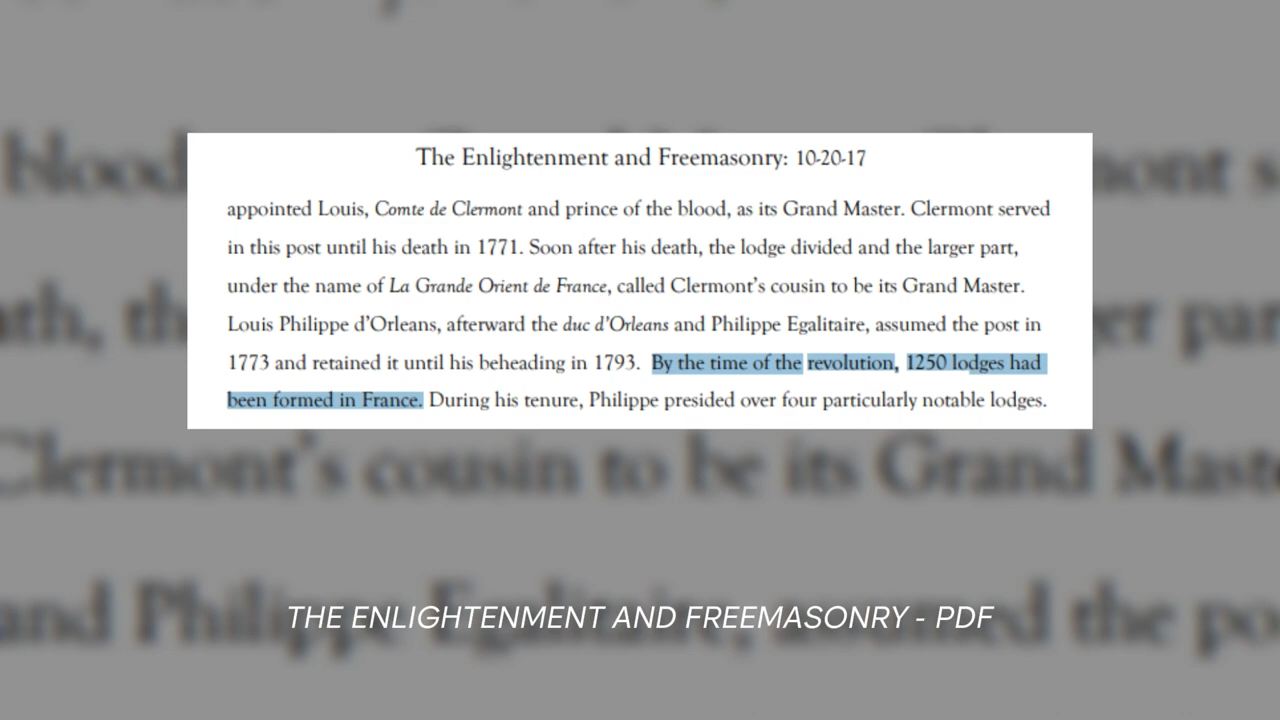 The Enlightenment and Freemasonry: 10-20-17
appointed Louis, Comte de Clermont and prince of the blood, as its Grand Master. Clermont served
in this post until his death in 1771. Soon after his death, the lodge divided and the larger part,
under the name of La Grande Orient de France, called Clermont's cousin to be its Grand Master.
Louis Philippe d'Orleans, afterward the duc d'Orleans and Philippe Egalitaire, assumed the post in
1773 and retained it until his beheading in 1793. By the time of the revolution, 1250 lodges had
been formed in France. During his tenure, Philippe presided over four particularly notable lodges.
THE ENLIGHTENMENT AND FREEMASONRY - PDF